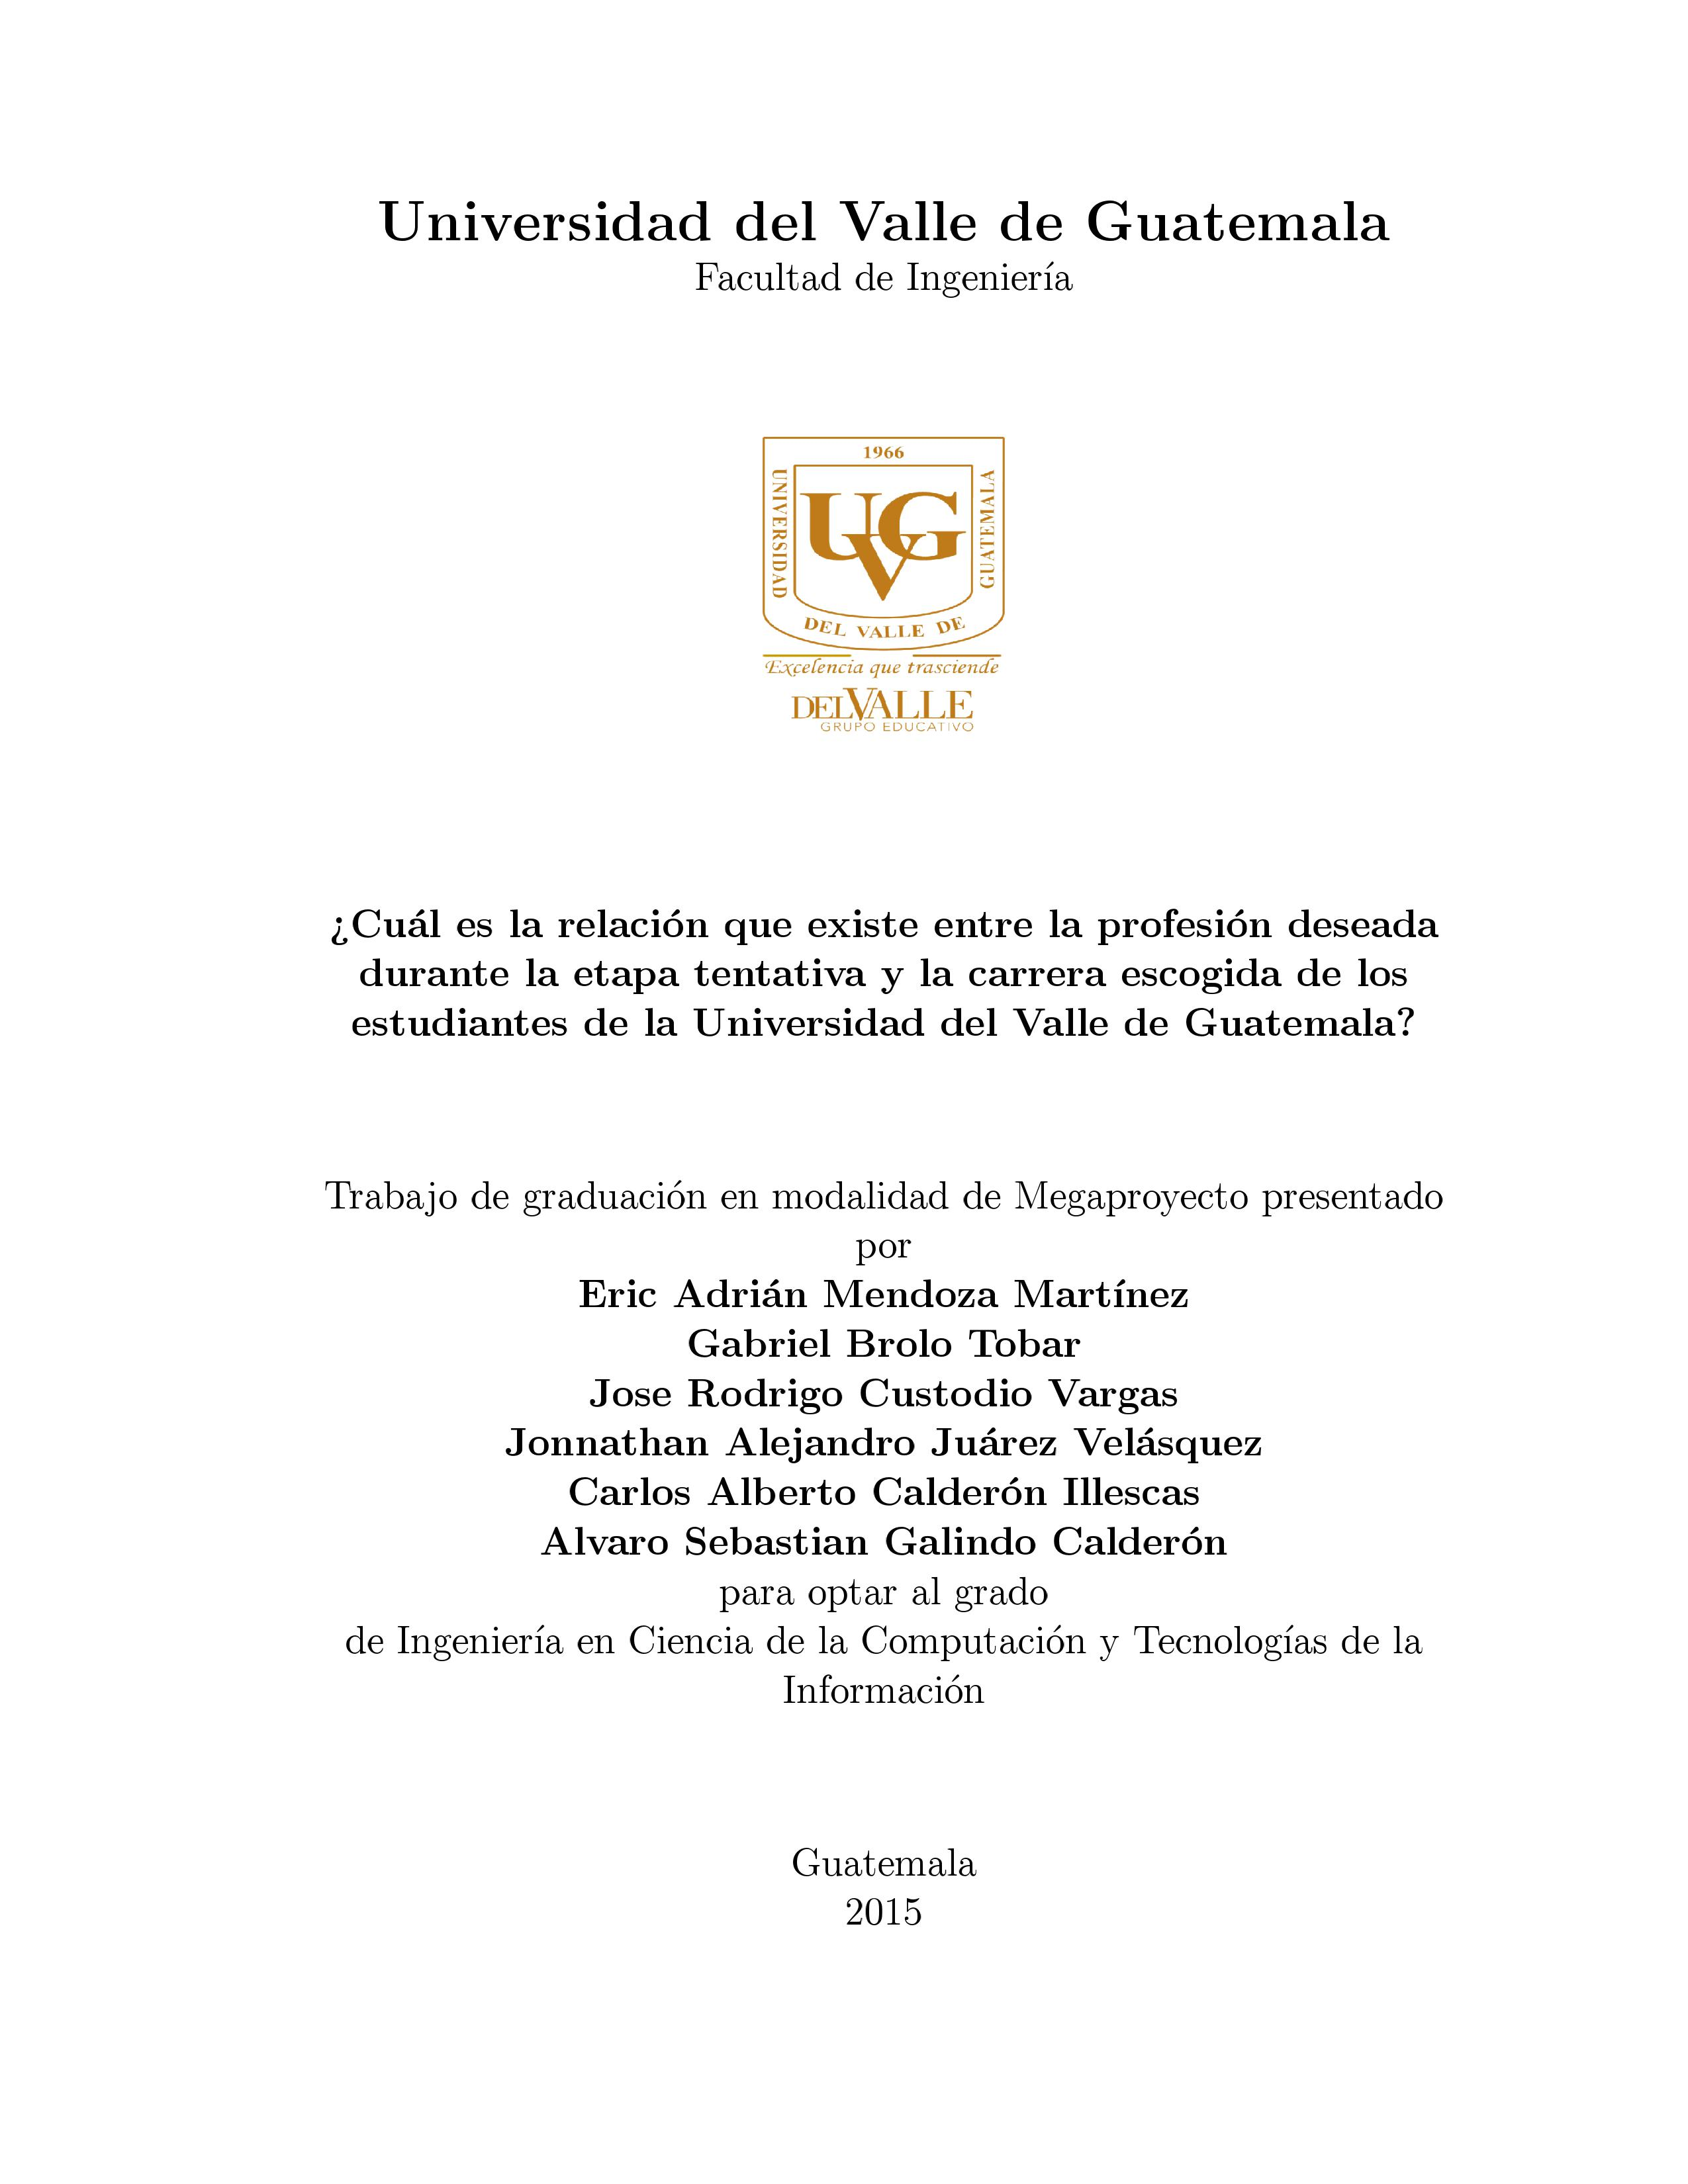 Universidad del Valle de Guatemala
Facultad de Ingeniería
1966
UNIVERSIDAD
GUATEMALA
UVG
DEL VALLE DE
Excelencia que trasciende
DELVALLE
GRUPO EDUCATIVO
¿Cuál es la relación que existe entre la profesión deseada
durante la etapa tentativa y la carrera escogida de los
estudiantes de la Universidad del Valle de Guatemala?
Trabajo de graduación en modalidad de Megaproyecto presentado
por
Eric Adrián Mendoza Martínez
Gabriel Brolo Tobar
Jose Rodrigo Custodio Vargas
Jonnathan Alejandro Juárez Velásquez
Carlos Alberto Calderón Illescas
Alvaro Sebastian Galindo Calderón
para optar al grado
de Ingeniería en Ciencia de la Computación y Tecnologías de la
Información
Guatemala
2015